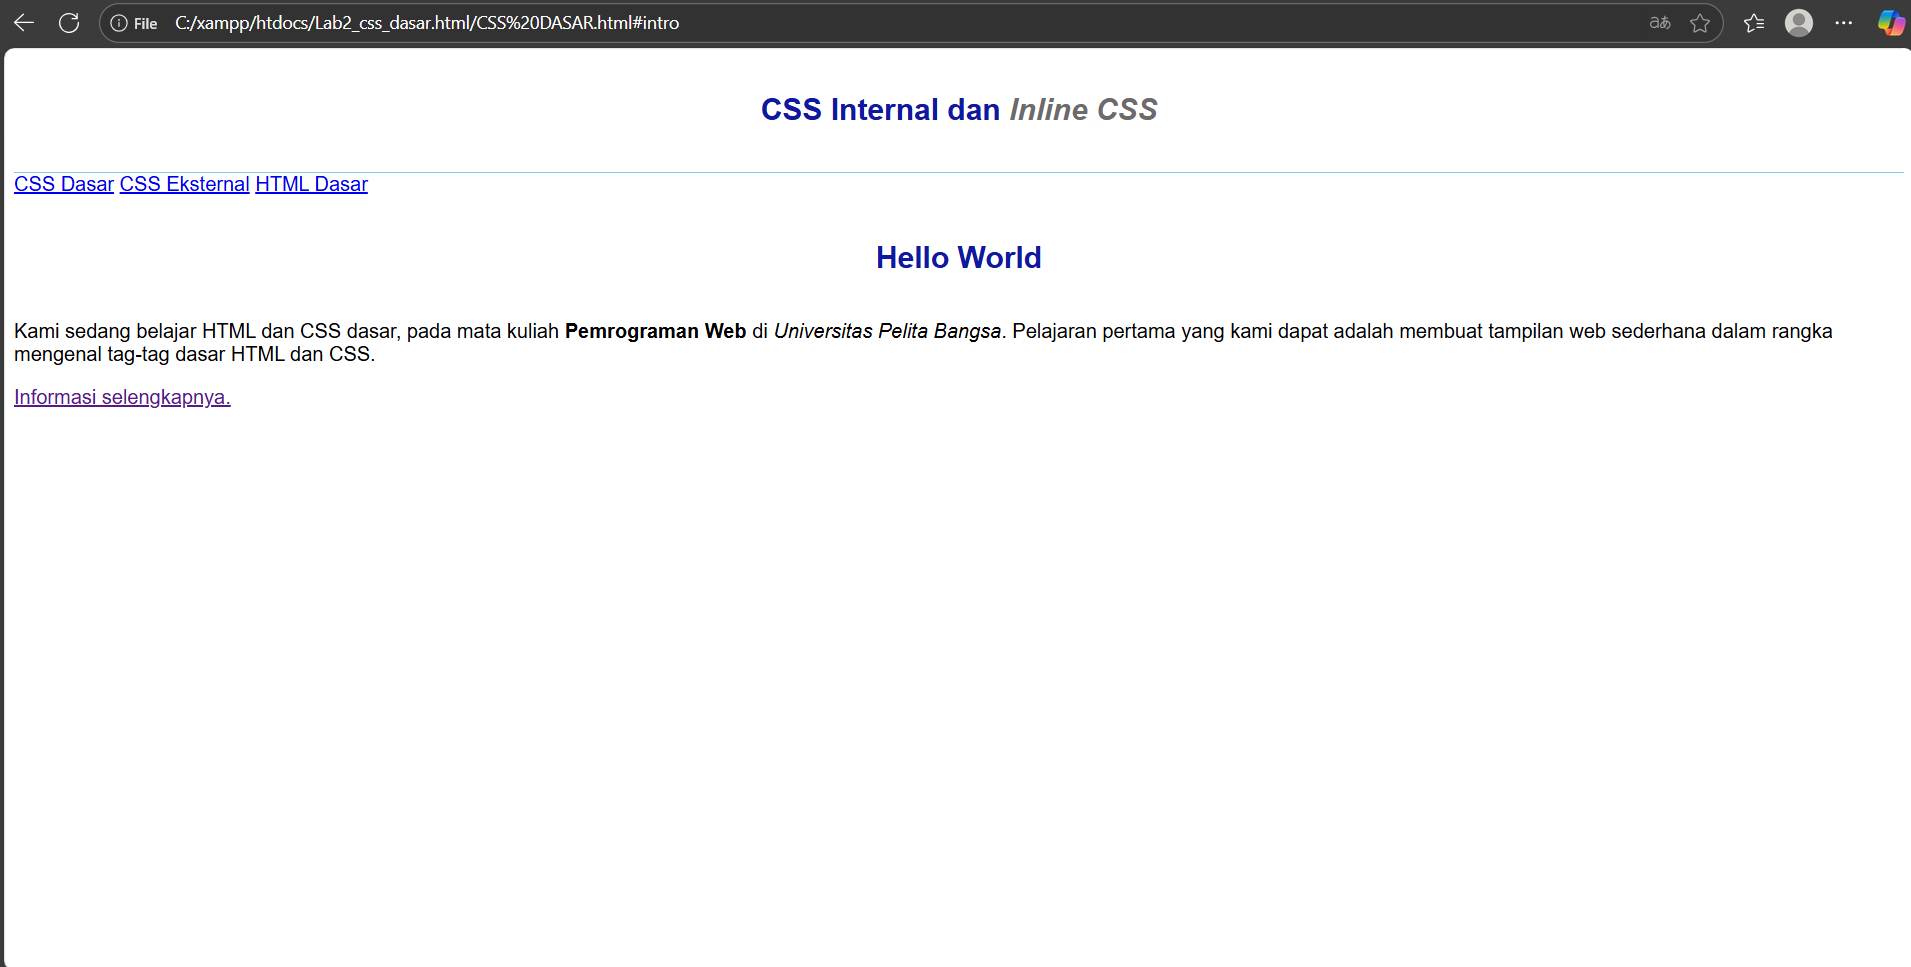 File C:/xampp/htdocs/Lab2_css_dasar.html/CSS%20DASAR.html#intro aあ
CSS Internal dan Inline CSS
CSS Dasar CSS Eksternal HTML Dasar
Hello World
Kami sedang belajar HTML dan CSS dasar, pada mata kuliah Pemrograman Web di Universitas Pelita Bangsa. Pelajaran pertama yang kami dapat adalah membuat tampilan web sederhana dalam rangka
mengenal tag-tag dasar HTML dan CSS.
Informasi selengkapnya.